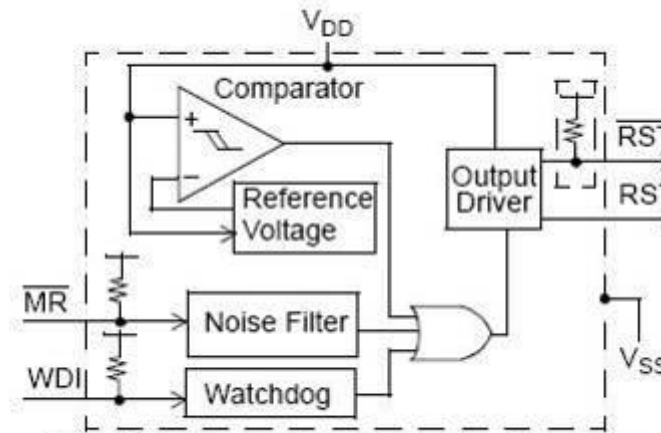 VDD
Comparator
+
−
Reference
Voltage
Output
Driver
RST
RST
MR
Noise Filter
WDI
Watchdog
VSS